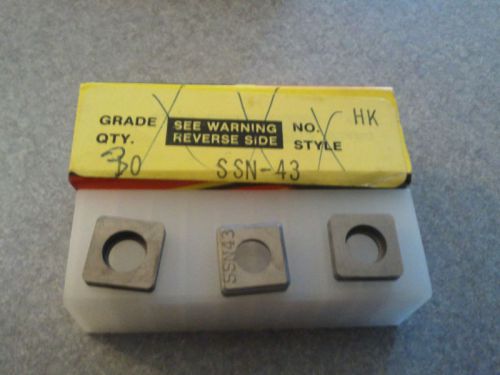 GRADE
QTY.
30
SEE WARNING
REVERSE SIDE
NO.
STYLE
HK
SSN-43
SSN43